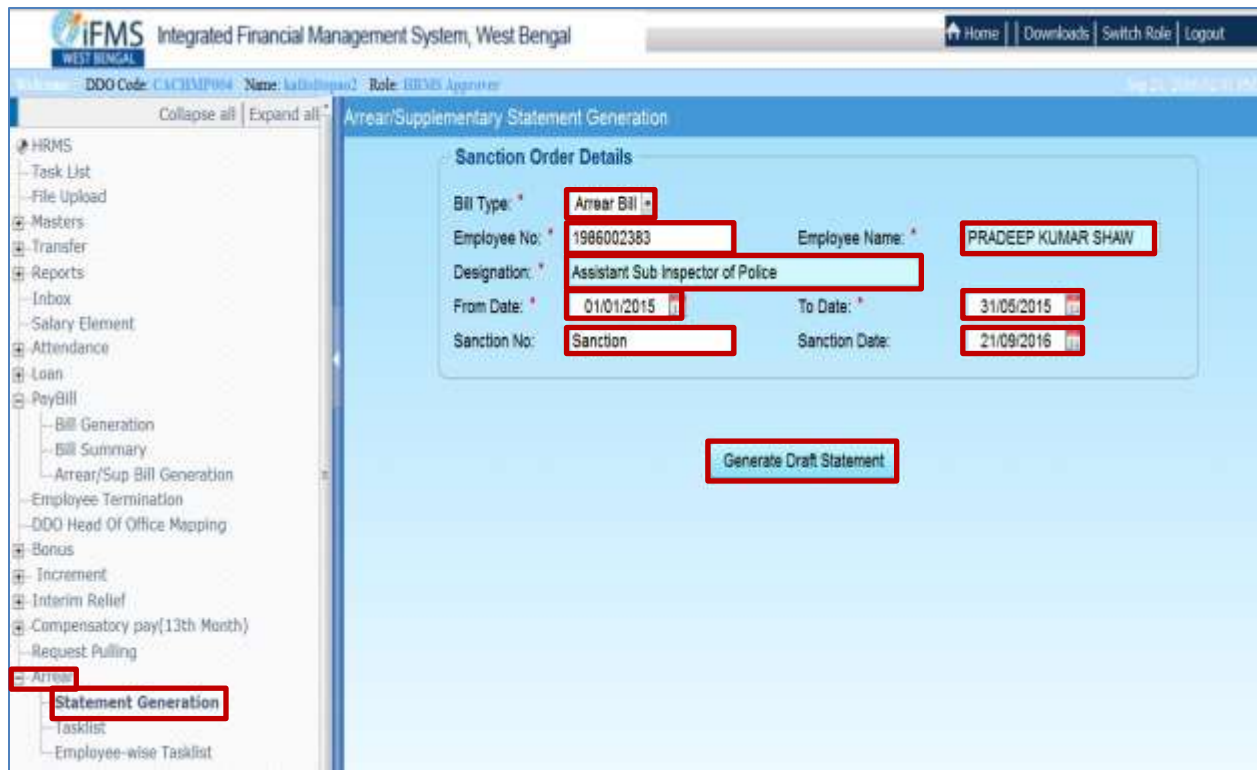 iFMS Integrated Financial Management System, West Bengal
WEST BENGAL
Home | | Downloads | Switch Role | Logout
DDO Code: Name: Role: HRMS Approver
Collapse all | Expand all
Arrear/Supplementary Statement Generation
HRMS
Task List
File Upload
Masters
Transfer
Reports
Inbox
Salary Element
Attendance
Loan
PayBill
Bill Generation
Bill Summary
Arrear/Sup Bill Generation
Employee Termination
DDO Head Of Office Mapping
Bonus
Increment
Interim Relief
Compensatory pay(13th Month)
Request Pulling
Arrear
Statement Generation
Tasklist
Employee-wise Tasklist
Sanction Order Details
Bill Type: * Arrear Bill
Employee No: * 1986002383 Employee Name: * PRADEEP KUMAR SHAW
Designation: * Assistant Sub Inspector of Police
From Date: * 01/01/2015 To Date: * 31/05/2015
Sanction No: Sanction Sanction Date: 21/09/2016
Generate Draft Statement